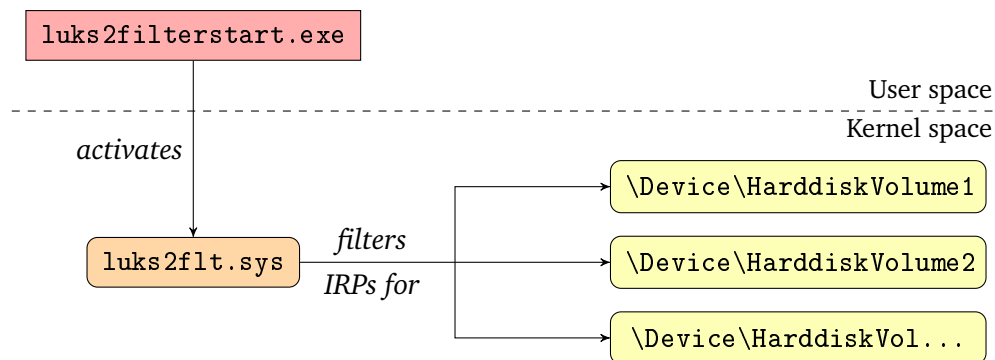 luks2filterstart.exe
User space
Kernel space
activates
\Device\HarddiskVolume1
luks2flt.sys
filters
IRPs for
\Device\HarddiskVolume2
\Device\HarddiskVol...